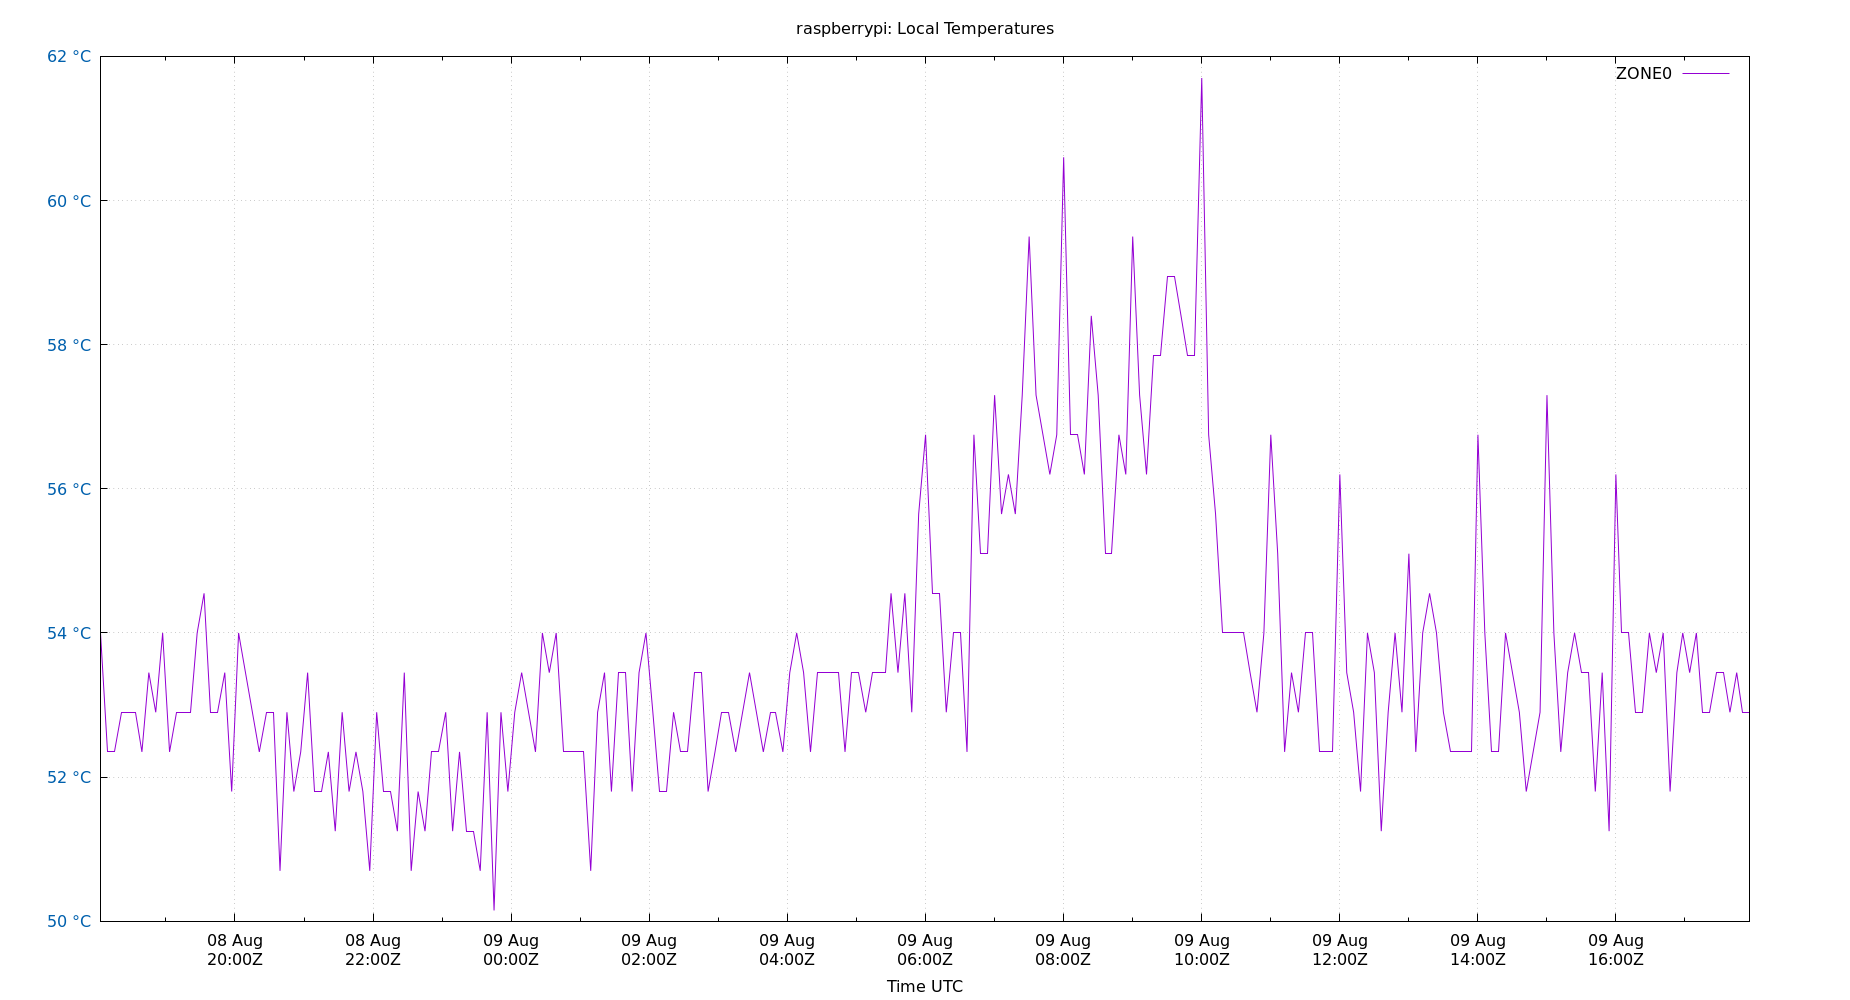 raspberrypi: Local Temperatures
62 °C
ZONE0
60 °C
58 °C
56 °C
54 °C
52 °C
50 °C
08 Aug 08 Aug 09 Aug 09 Aug 09 Aug 09 Aug 09 Aug 09 Aug 09 Aug 09 Aug 09 Aug
20:00Z 22:00Z 00:00Z 02:00Z 04:00Z 06:00Z 08:00Z 10:00Z 12:00Z 14:00Z 16:00Z
Time UTC